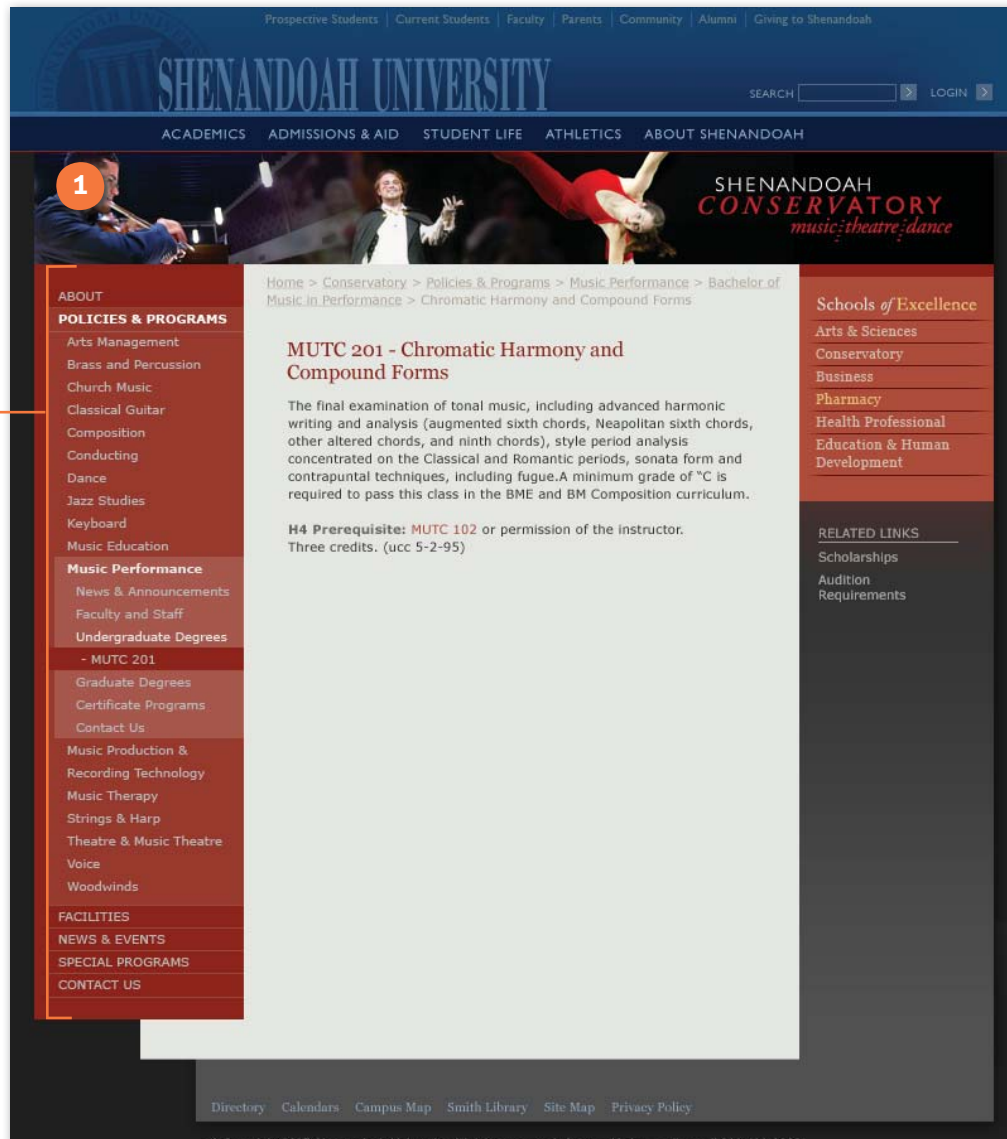 Prospective Students | Current Students | Faculty | Parents | Community | Alumni | Giving to Shenandoah
SHENANDOAH UNIVERSITY
SEARCH > LOGIN >
ACADEMICS ADMISSIONS & AID STUDENT LIFE ATHLETICS ABOUT SHENANDOAH
1
SHENANDOAH
CONSERVATORY
music:theatre:dance
ABOUT
POLICIES & PROGRAMS
Arts Management
Brass and Percussion
Church Music
Classical Guitar
Composition
Conducting
Dance
Jazz Studies
Keyboard
Music Education
Music Performance
News & Announcements
Faculty and Staff
Undergraduate Degrees
- MUTC 201
Graduate Degrees
Certificate Programs
Contact Us
Music Production &
Recording Technology
Music Therapy
Strings & Harp
Theatre & Music Theatre
Voice
Woodwinds
FACILITIES
NEWS & EVENTS
SPECIAL PROGRAMS
CONTACT US
Home > Conservatory > Policies & Programs > Music Performance > Bachelor of
Music in Performance > Chromatic Harmony and Compound Forms
MUTC 201 - Chromatic Harmony and
Compound Forms
The final examination of tonal music, including advanced harmonic
writing and analysis (augmented sixth chords, Neapolitan sixth chords,
other altered chords, and ninth chords), style period analysis
concentrated on the Classical and Romantic periods, sonata form and
contrapuntal techniques, including fugue.A minimum grade of “C is
required to pass this class in the BME and BM Composition curriculum.
H4 Prerequisite: MUTC 102 or permission of the instructor.
Three credits. (ucc 5-2-95)
Schools of Excellence
Arts & Sciences
Conservatory
Business
Pharmacy
Health Professional
Education & Human
Development
RELATED LINKS
Scholarships
Audition
Requirements
Directory Calendars Campus Map Smith Library Site Map Privacy Policy